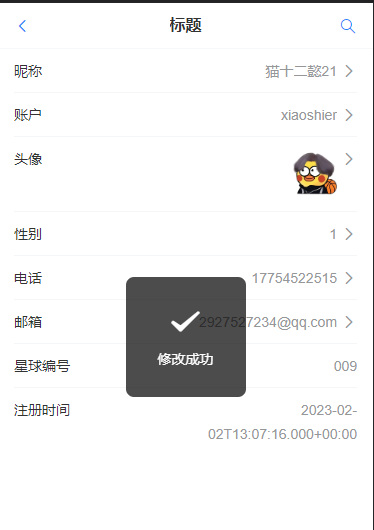 标题
昵称 猫十二懿21
账户 xiaoshier
头像
性别 1
电话 17754522515
邮箱 2927527234@qq.com
修改成功
星球编号 009
注册时间 2023-02-
02T13:07:16.000+00:00